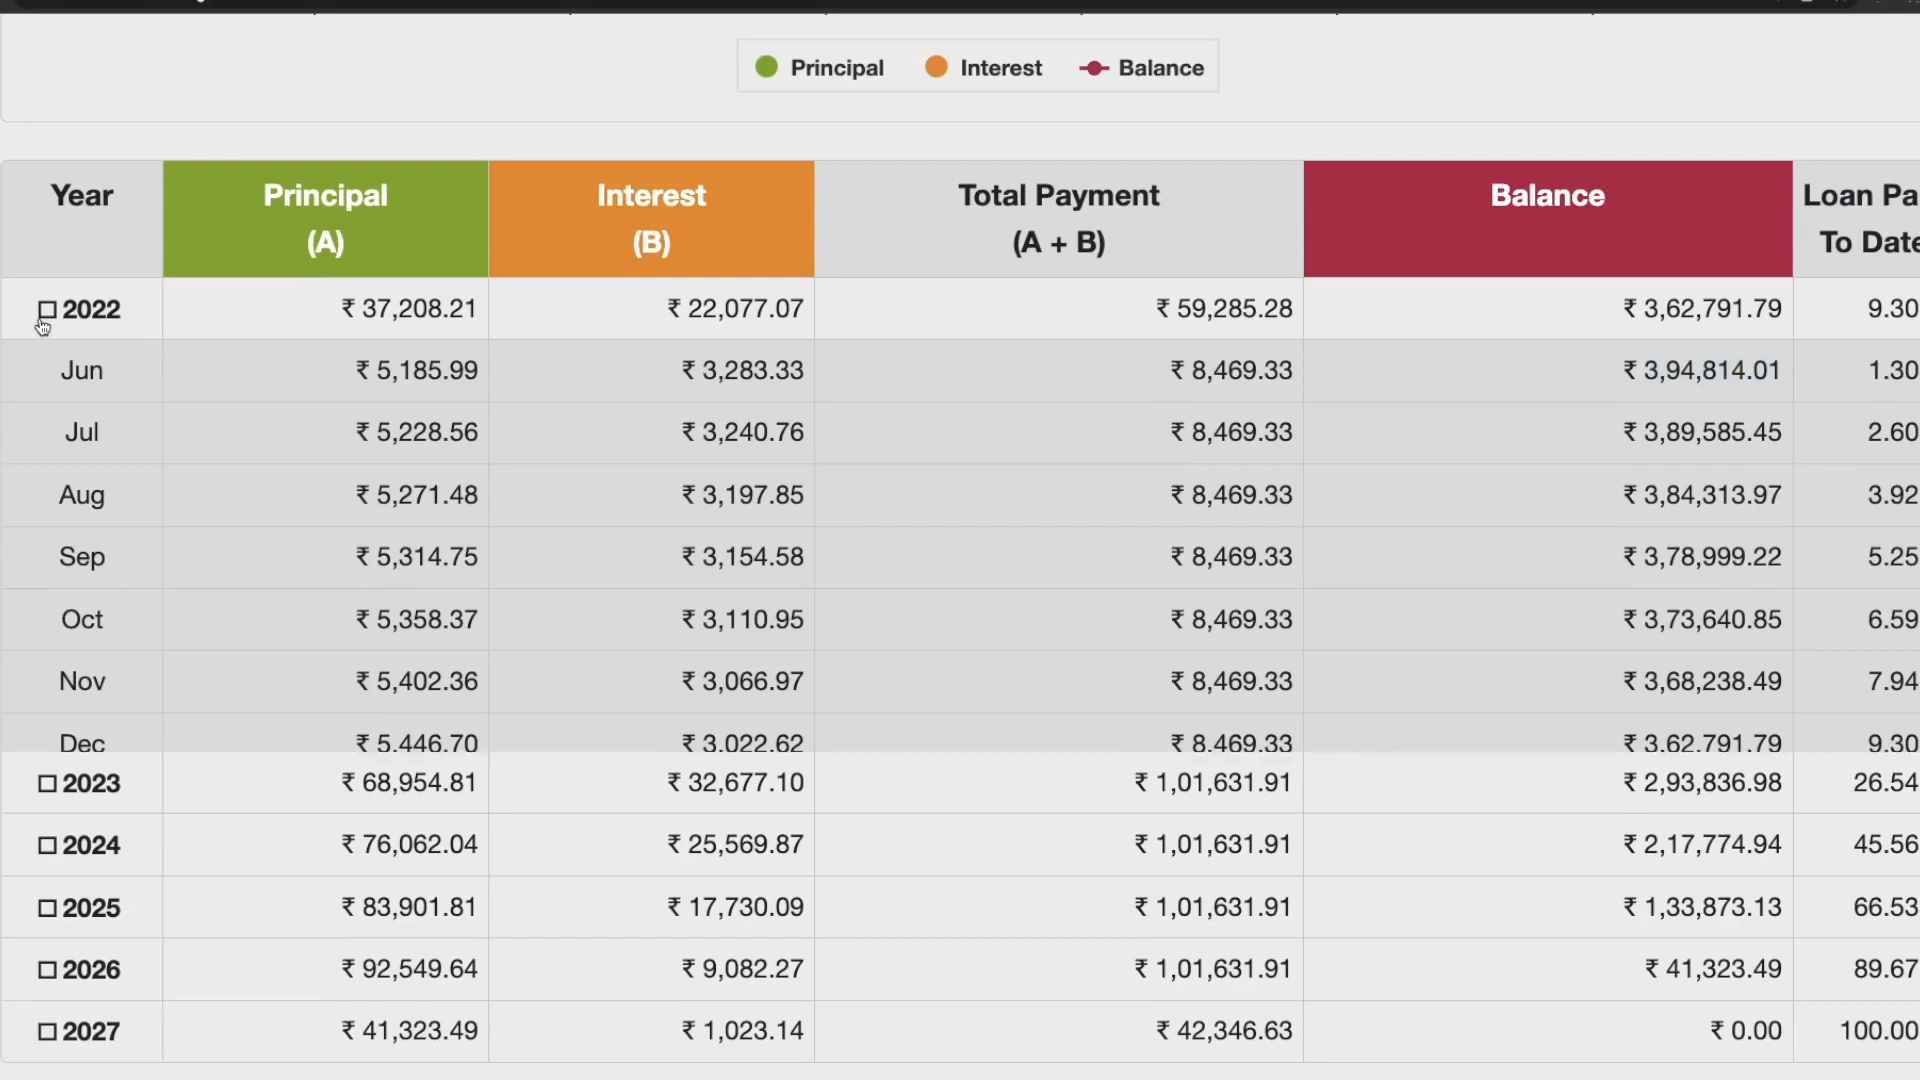 Principal Interest Balance
Year Principal (A) Interest (B) Total Payment (A + B) Balance Loan Pa To Date
2022 ₹ 37,208.21 ₹ 22,077.07 ₹ 59,285.28 ₹ 3,62,791.79 9.30
Jun ₹ 5,185.99 ₹ 3,283.33 ₹ 8,469.33 ₹ 3,94,814.01 1.30
Jul ₹ 5,228.56 ₹ 3,240.76 ₹ 8,469.33 ₹ 3,89,585.45 2.60
Aug ₹ 5,271.48 ₹ 3,197.85 ₹ 8,469.33 ₹ 3,84,313.97 3.92
Sep ₹ 5,314.75 ₹ 3,154.58 ₹ 8,469.33 ₹ 3,78,999.22 5.25
Oct ₹ 5,358.37 ₹ 3,110.95 ₹ 8,469.33 ₹ 3,73,640.85 6.59
Nov ₹ 5,402.36 ₹ 3,066.97 ₹ 8,469.33 ₹ 3,68,238.49 7.94
Dec ₹ 5,446.70 ₹ 3,022.62 ₹ 8,469.33 ₹ 3,62,791.79 9.30
2023 ₹ 68,954.81 ₹ 32,677.10 ₹ 1,01,631.91 ₹ 2,93,836.98 26.54
2024 ₹ 76,062.04 ₹ 25,569.87 ₹ 1,01,631.91 ₹ 2,17,774.94 45.56
2025 ₹ 83,901.81 ₹ 17,730.09 ₹ 1,01,631.91 ₹ 1,33,873.13 66.53
2026 ₹ 92,549.64 ₹ 9,082.27 ₹ 1,01,631.91 ₹ 41,323.49 89.67
2027 ₹ 41,323.49 ₹ 1,023.14 ₹ 42,346.63 ₹ 0.00 100.00